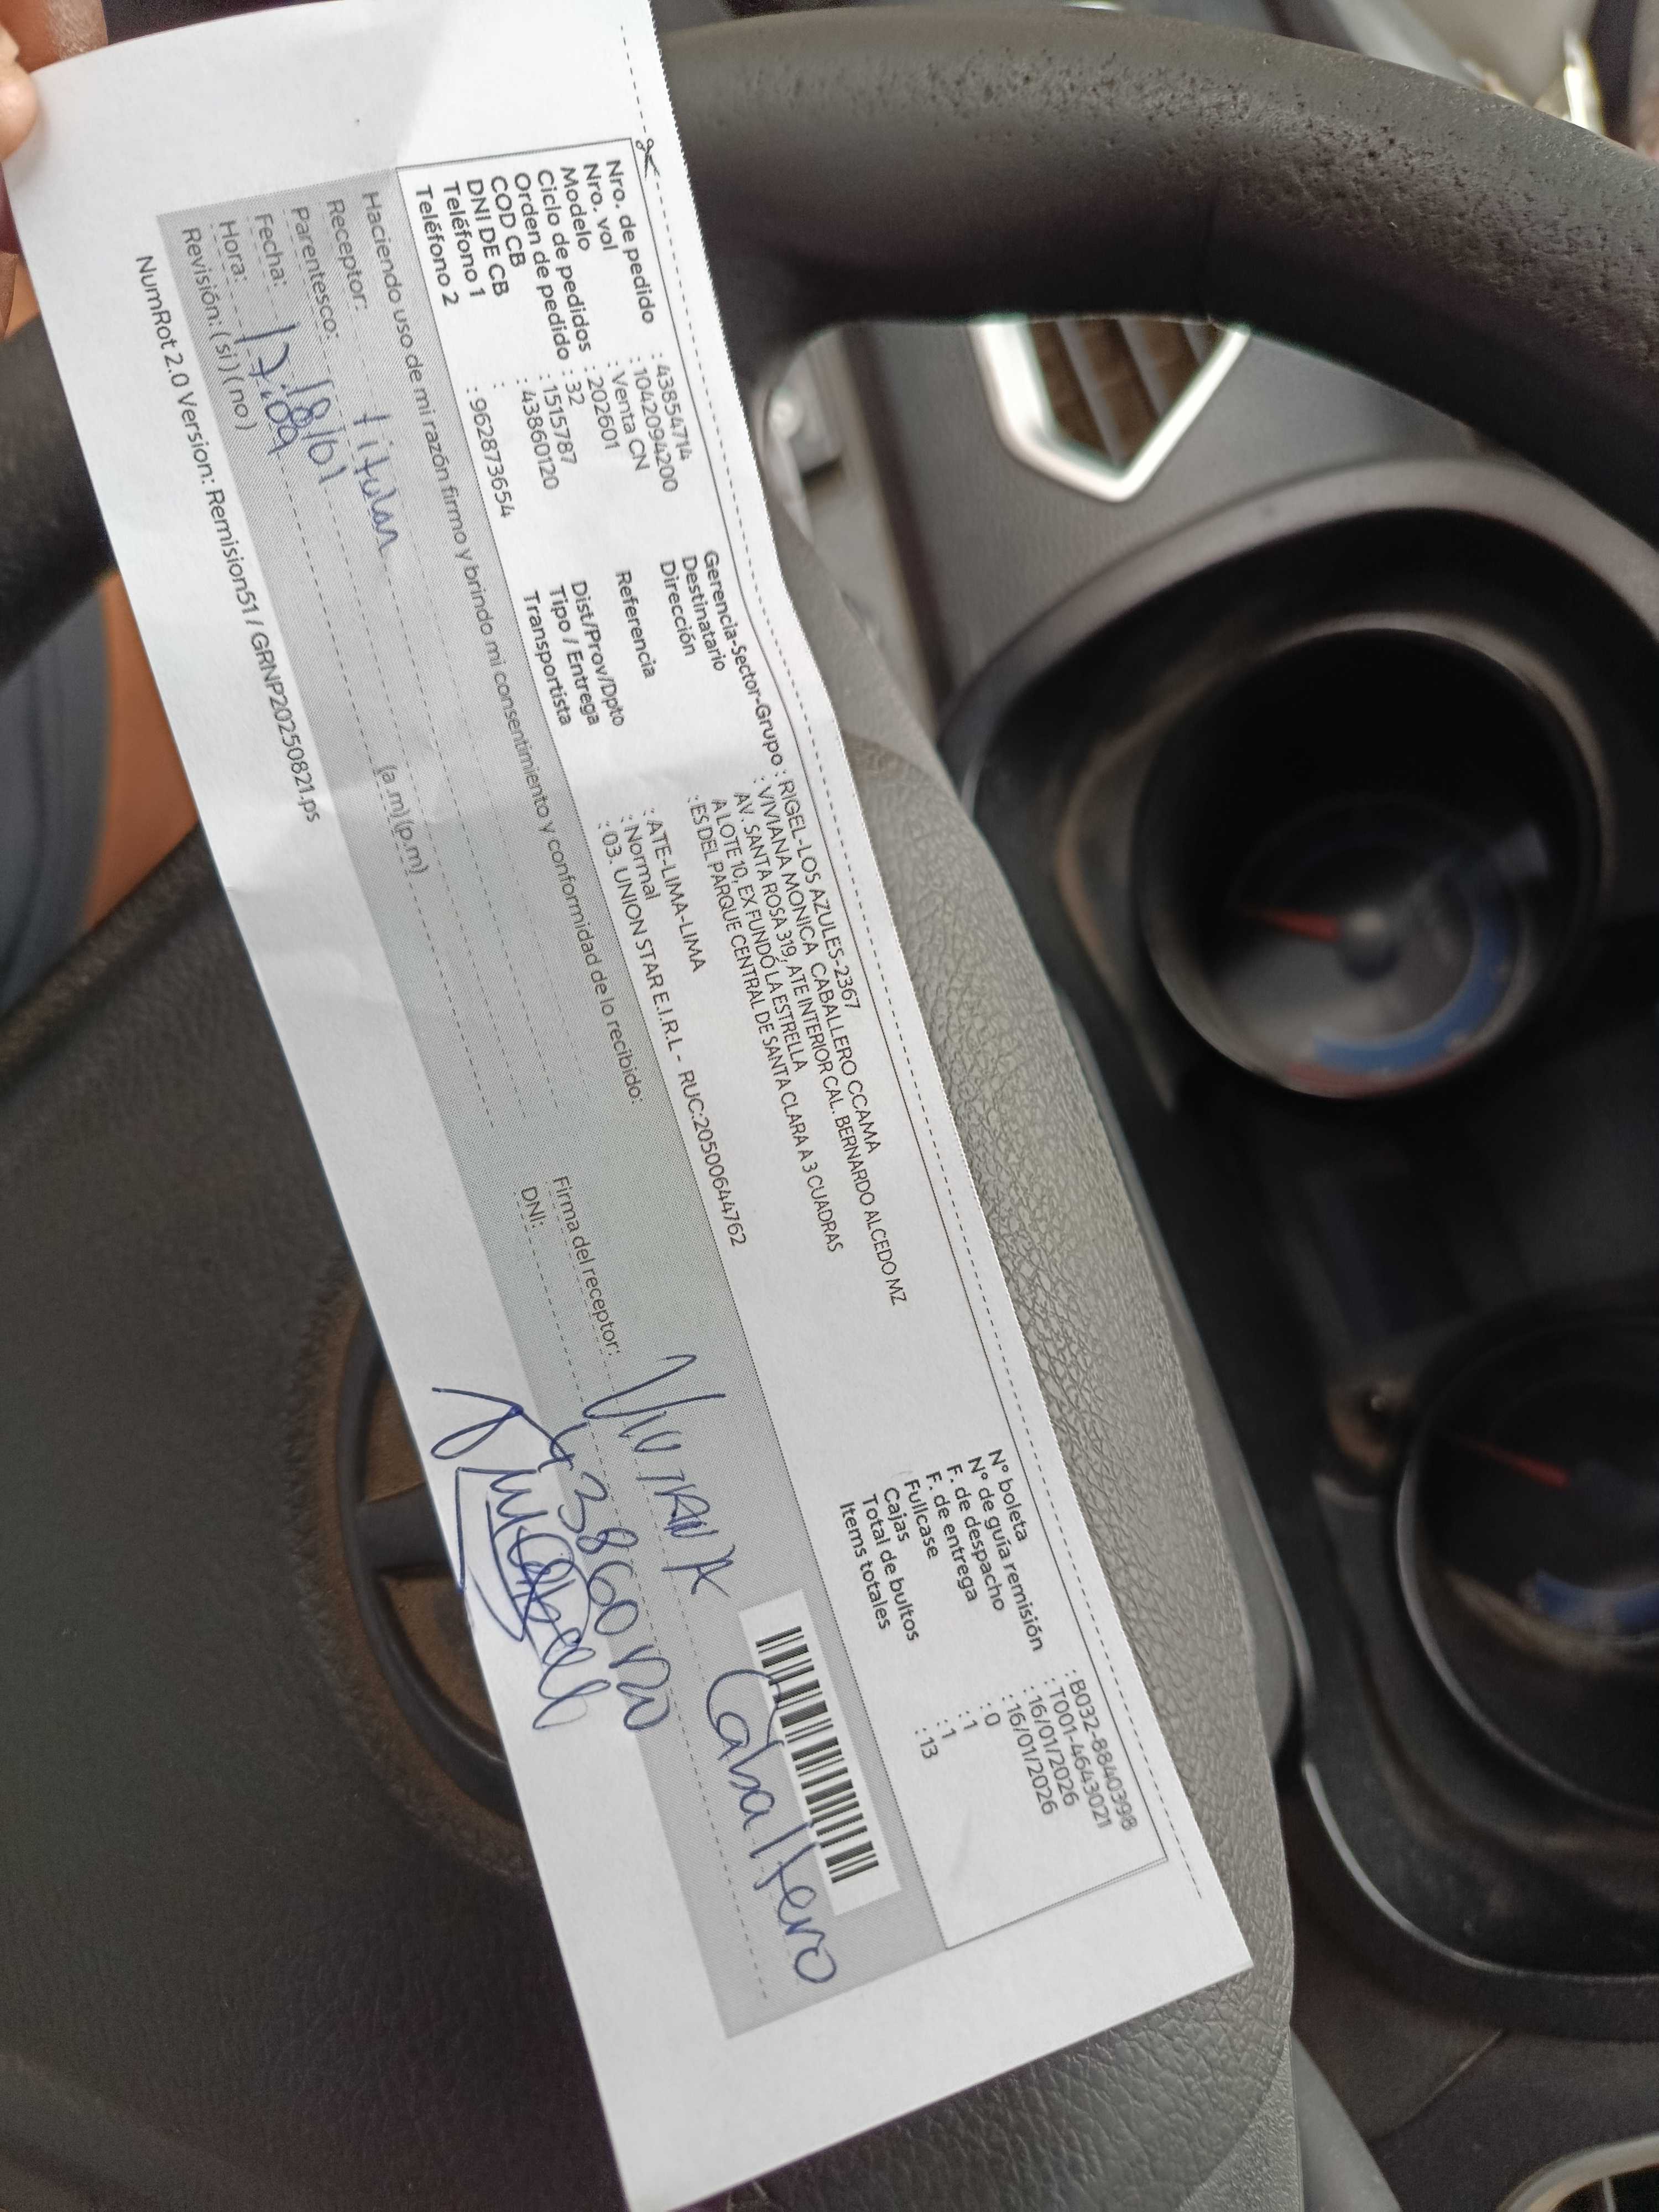 Nro. de pedido : 43854714
Nro. vol : 1042094200
Modelo : Venta CN
Ciclo de pedidos : 202601
Orden de pedido : 32
COD CB : 1515787
DNI DE CB : 43860120
Teléfono 1 :
Teléfono 2 : 962873654
Gerencia-Sector-Grupo : RIGEL-LOS AZULES-2367
Destinatario : VIVIANA MONICA CABALLERO CCAMA
Dirección AV. SANTA ROSA 319, ATE INTERIOR CAL. BERNARDO ALCEDO MZ
A LOTE 10, EX FUNDO LA ESTRELLA
Referencia : ES DEL PARQUE CENTRAL DE SANTA CLARA A 3 CUADRAS
Dist/Prov/Dpto : ATE-LIMA-LIMA
Tipo / Entrega : Normal
Transportista : 03. UNION STAR E.I.R.L - RUC:20500644762
N° boleta : B032-8840398
N° de guía remisión : T001-4643021
F. de despacho : 16/01/2026
F. de entrega : 16/01/2026
Fullcase : 0
Cajas : 1
Total de bultos : 1
Items totales : 13
Haciendo uso de mi razón firmo y brindo mi consentimiento y conformidad de lo recibido:
Receptor:
Parentesco: titular
Fecha: 18/01
Hora: 17:09 (a.m) (p.m)
Revisión: (si) (no)
Firma del receptor: VIVIANA Caballero
DNI: 43860120
NumRot 2.0 Version: Remision51 / GRNP20250821.ps